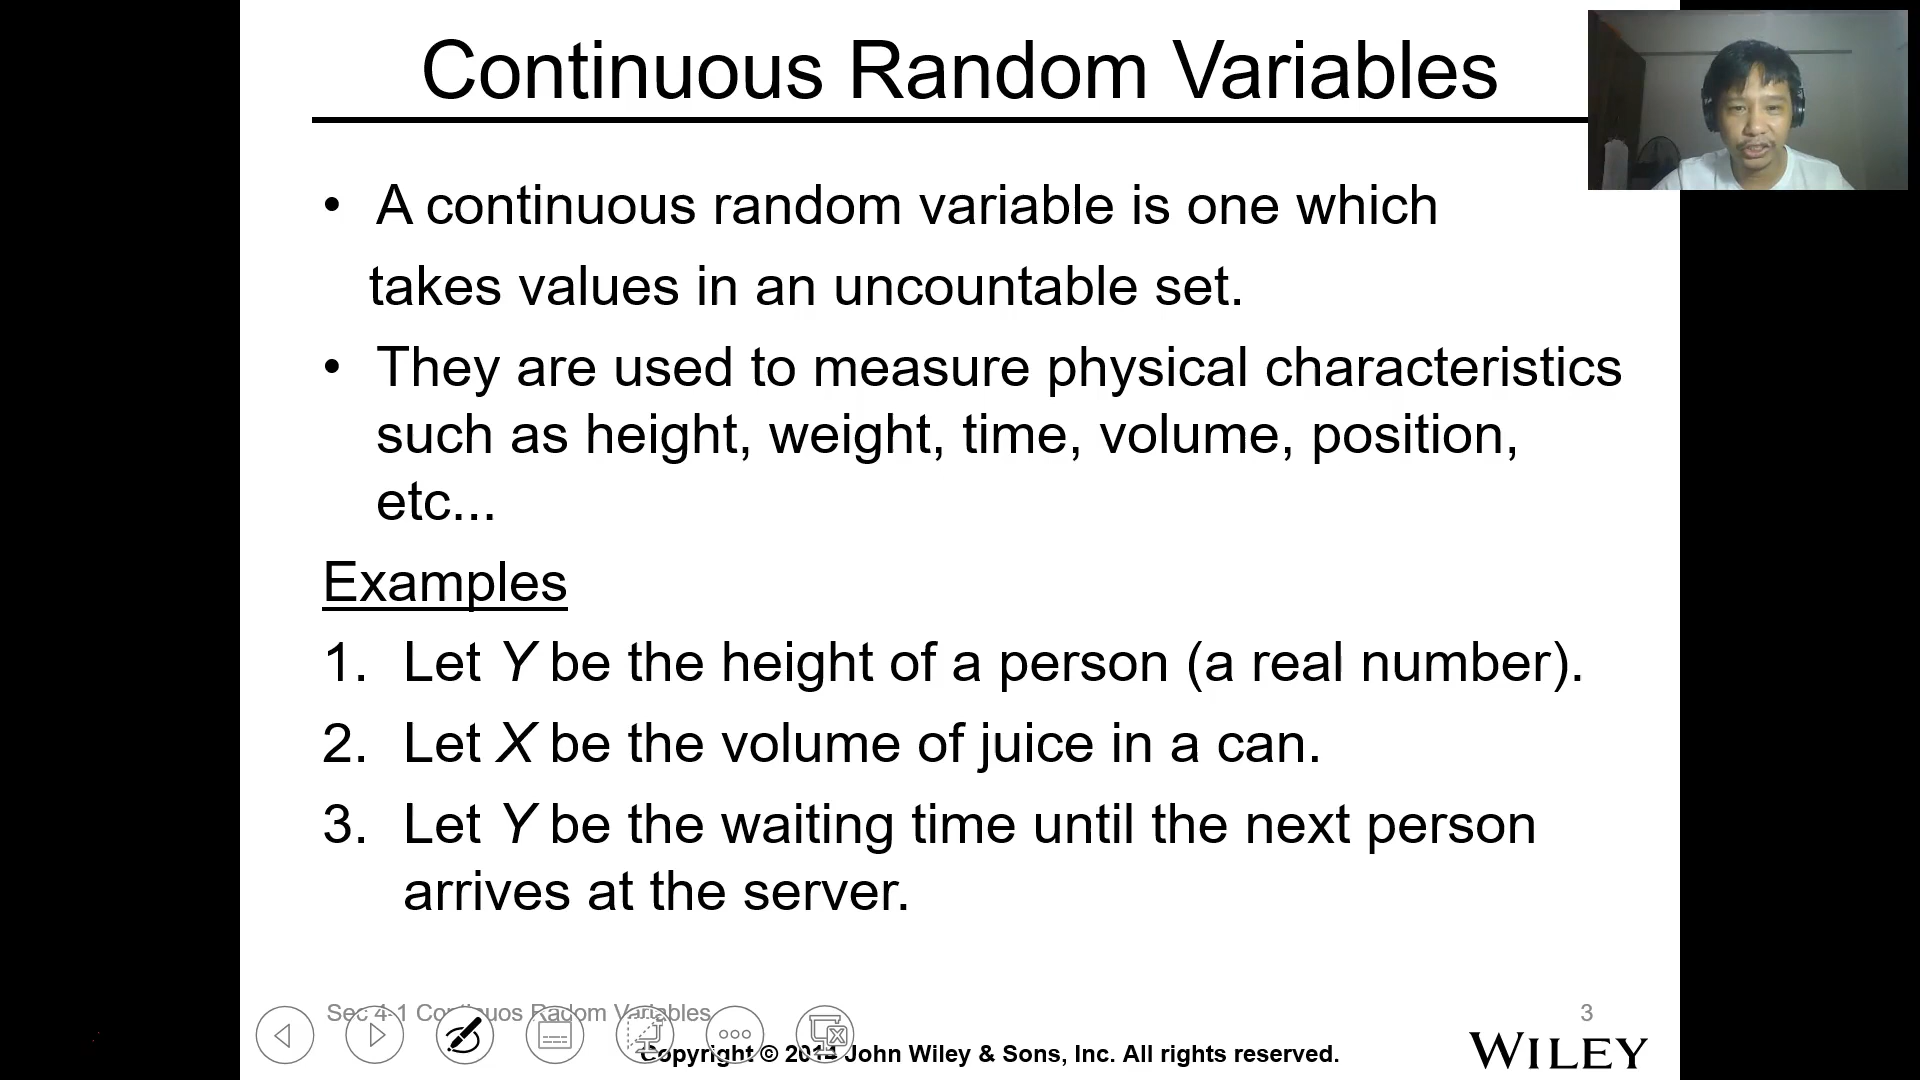 Continuous Random Variables
• A continuous random variable is one which
takes values in an uncountable set.
• They are used to measure physical characteristics
such as height, weight, time, volume, position,
etc...
Examples
1. Let Y be the height of a person (a real number).
2. Let X be the volume of juice in a can.
3. Let Y be the waiting time until the next person
arrives at the server.
Sec 4-1 Continuos Radom Variables
3
Copyright © 2014 John Wiley & Sons, Inc. All rights reserved.
WILEY